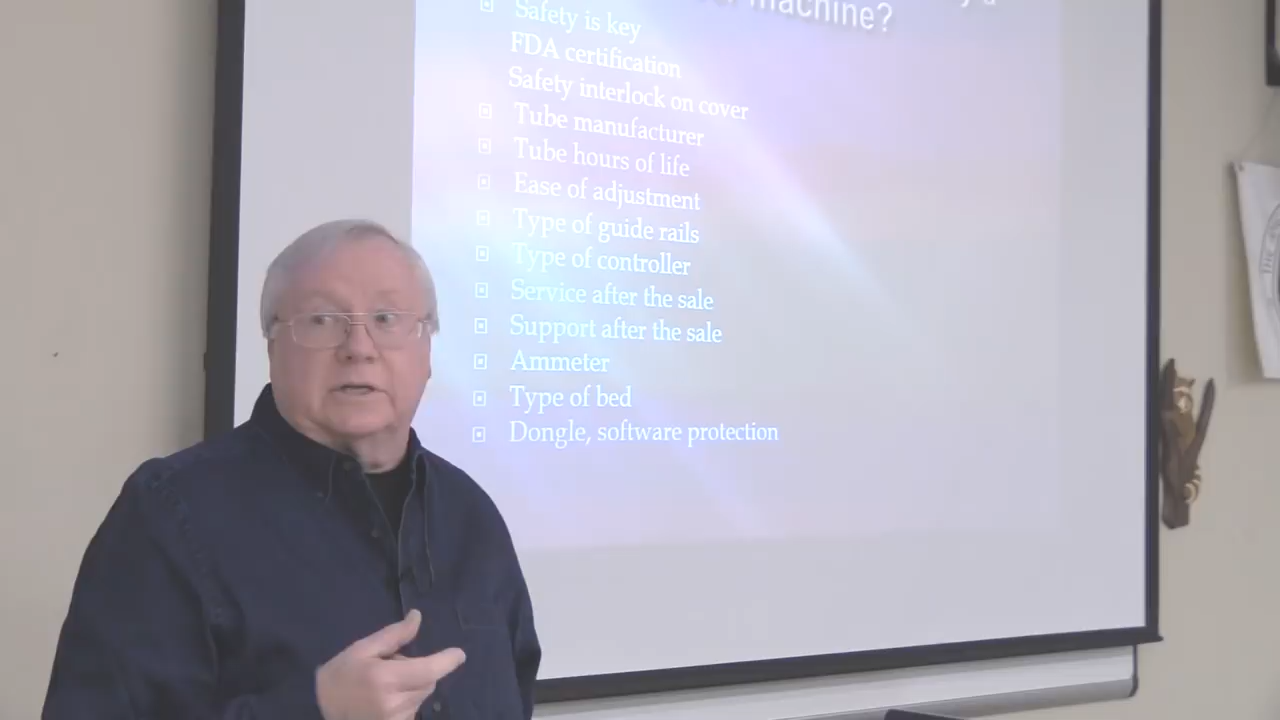 machine?
Safety is key
FDA certification
Safety interlock on cover
Tube manufacturer
Tube hours of life
Ease of adjustment
Type of guide rails
Type of controller
Service after the sale
Support after the sale
Ammeter
Type of bed
Dongle, software protection